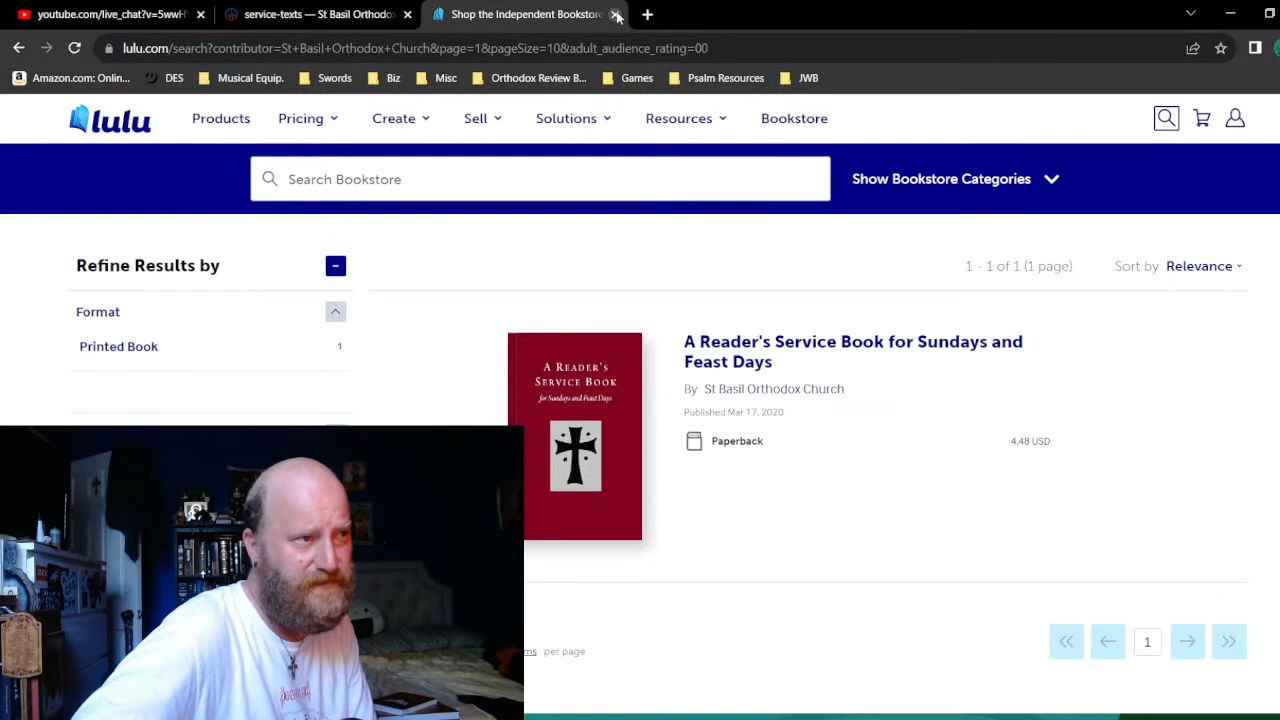 youtube.com/live_chat?v=5wwH
service-texts — St Basil Orthodox
Shop the Independent Bookstore
lulu.com/search?contributor=St+Basil+Orthodox+Church&page=1&pageSize=10&adult_audience_rating=00
Amazon.com: Onlin... DES Musical Equip. Swords Biz Misc Orthodox Review B... Games Psalm Resources JWB
lulu Products Pricing Create Sell Solutions Resources Bookstore
Search Bookstore Show Bookstore Categories
Refine Results by 1 - 1 of 1 (1 page) Sort by Relevance
Format
Printed Book 1
A READER'S
SERVICE BOOK
for Sundays and Feast Days
A Reader's Service Book for Sundays and
Feast Days
By St Basil Orthodox Church
Published Mar 17, 2020
Paperback 4.48 USD
ms per page
1